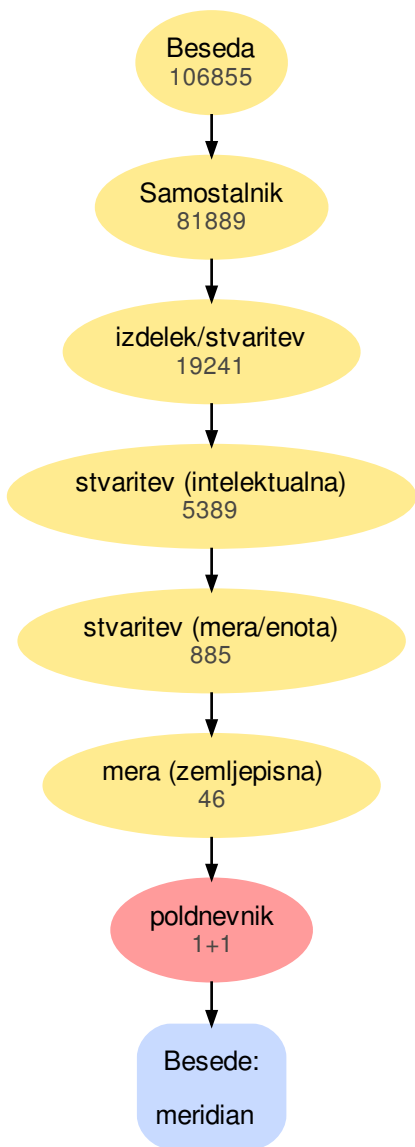 Beseda
106855
Samostalnik
81889
izdelek/stvaritev
19241
stvaritev (intelektualna)
5389
stvaritev (mera/enota)
885
mera (zemljepisna)
46
poldnevnik
1+1
Besede:
meridian